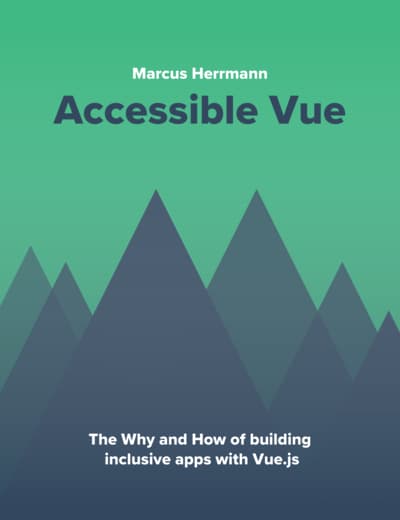 Marcus Herrmann
Accessible Vue
The Why and How of building
inclusive apps with Vue.js